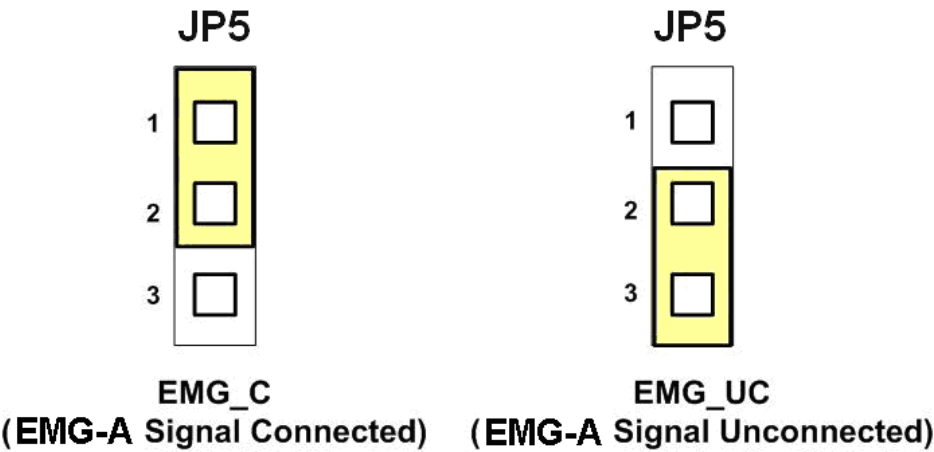 JP5
1
2
3
EMG_C
(EMG-A Signal Connected)
JP5
1
2
3
EMG_UC
(EMG-A Signal Unconnected)